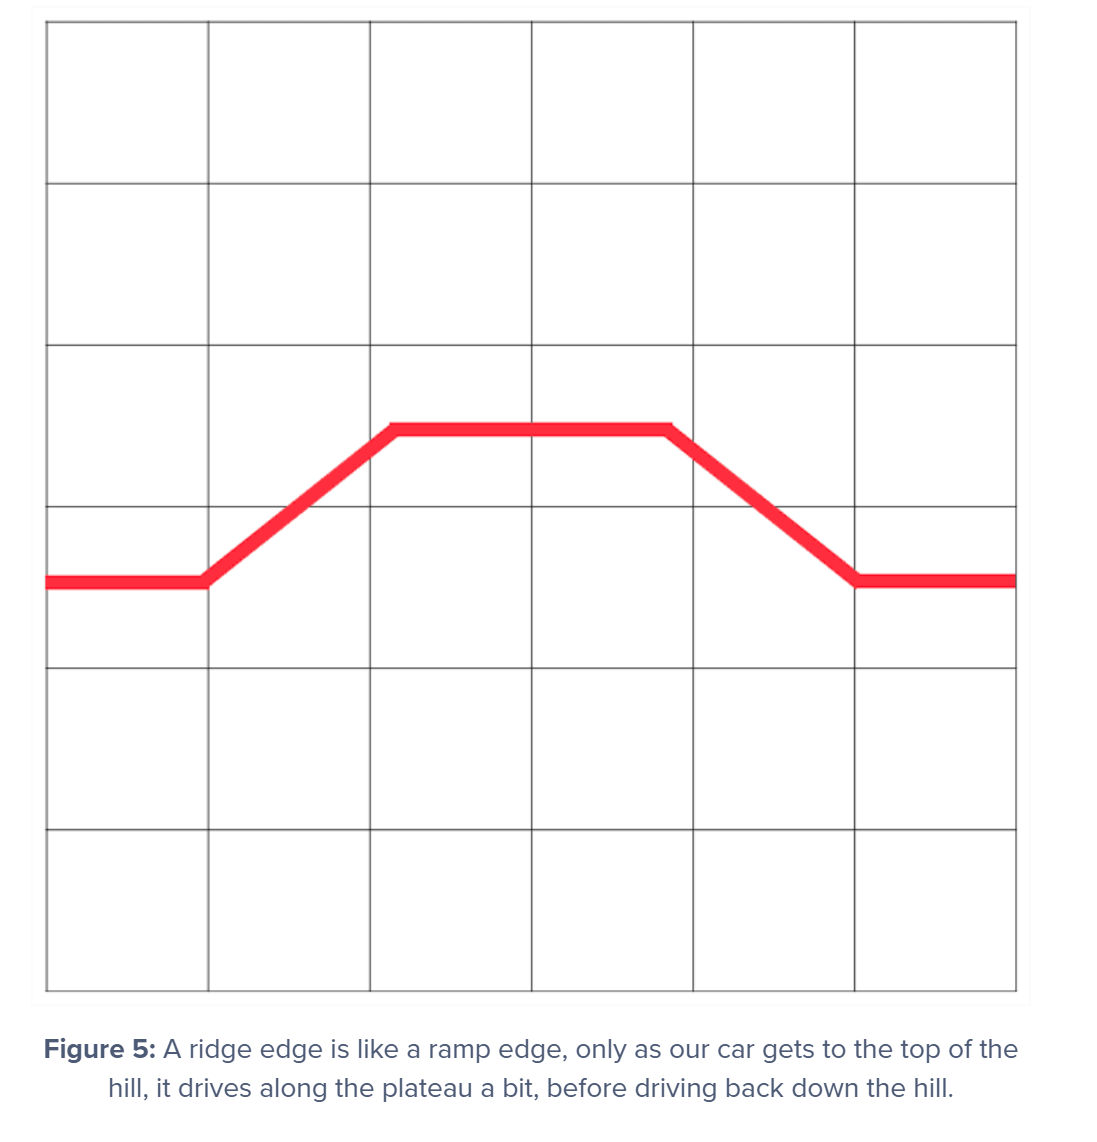 Figure 5: A ridge edge is like a ramp edge, only as our car gets to the top of the
hill, it drives along the plateau a bit, before driving back down the hill.